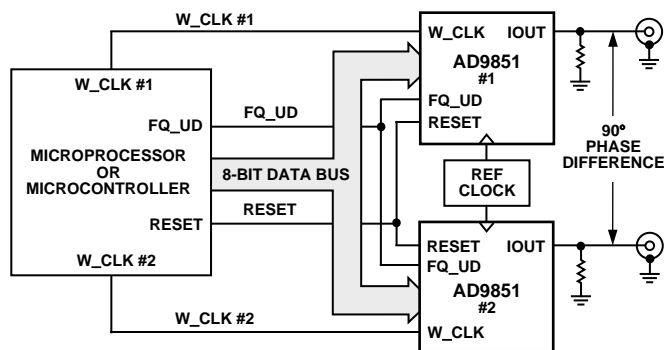 W_CLK #1
W_CLK IOUT
AD9851
#1
FQ_UD
RESET
W_CLK #1
FQ_UD
MICROPROCESSOR
OR
MICROCONTROLLER
RESET
W_CLK #2
FQ_UD
8-BIT DATA BUS
RESET
REF
CLOCK
90°
PHASE
DIFFERENCE
RESET IOUT
FQ_UD
AD9851
#2
W_CLK
W_CLK #2